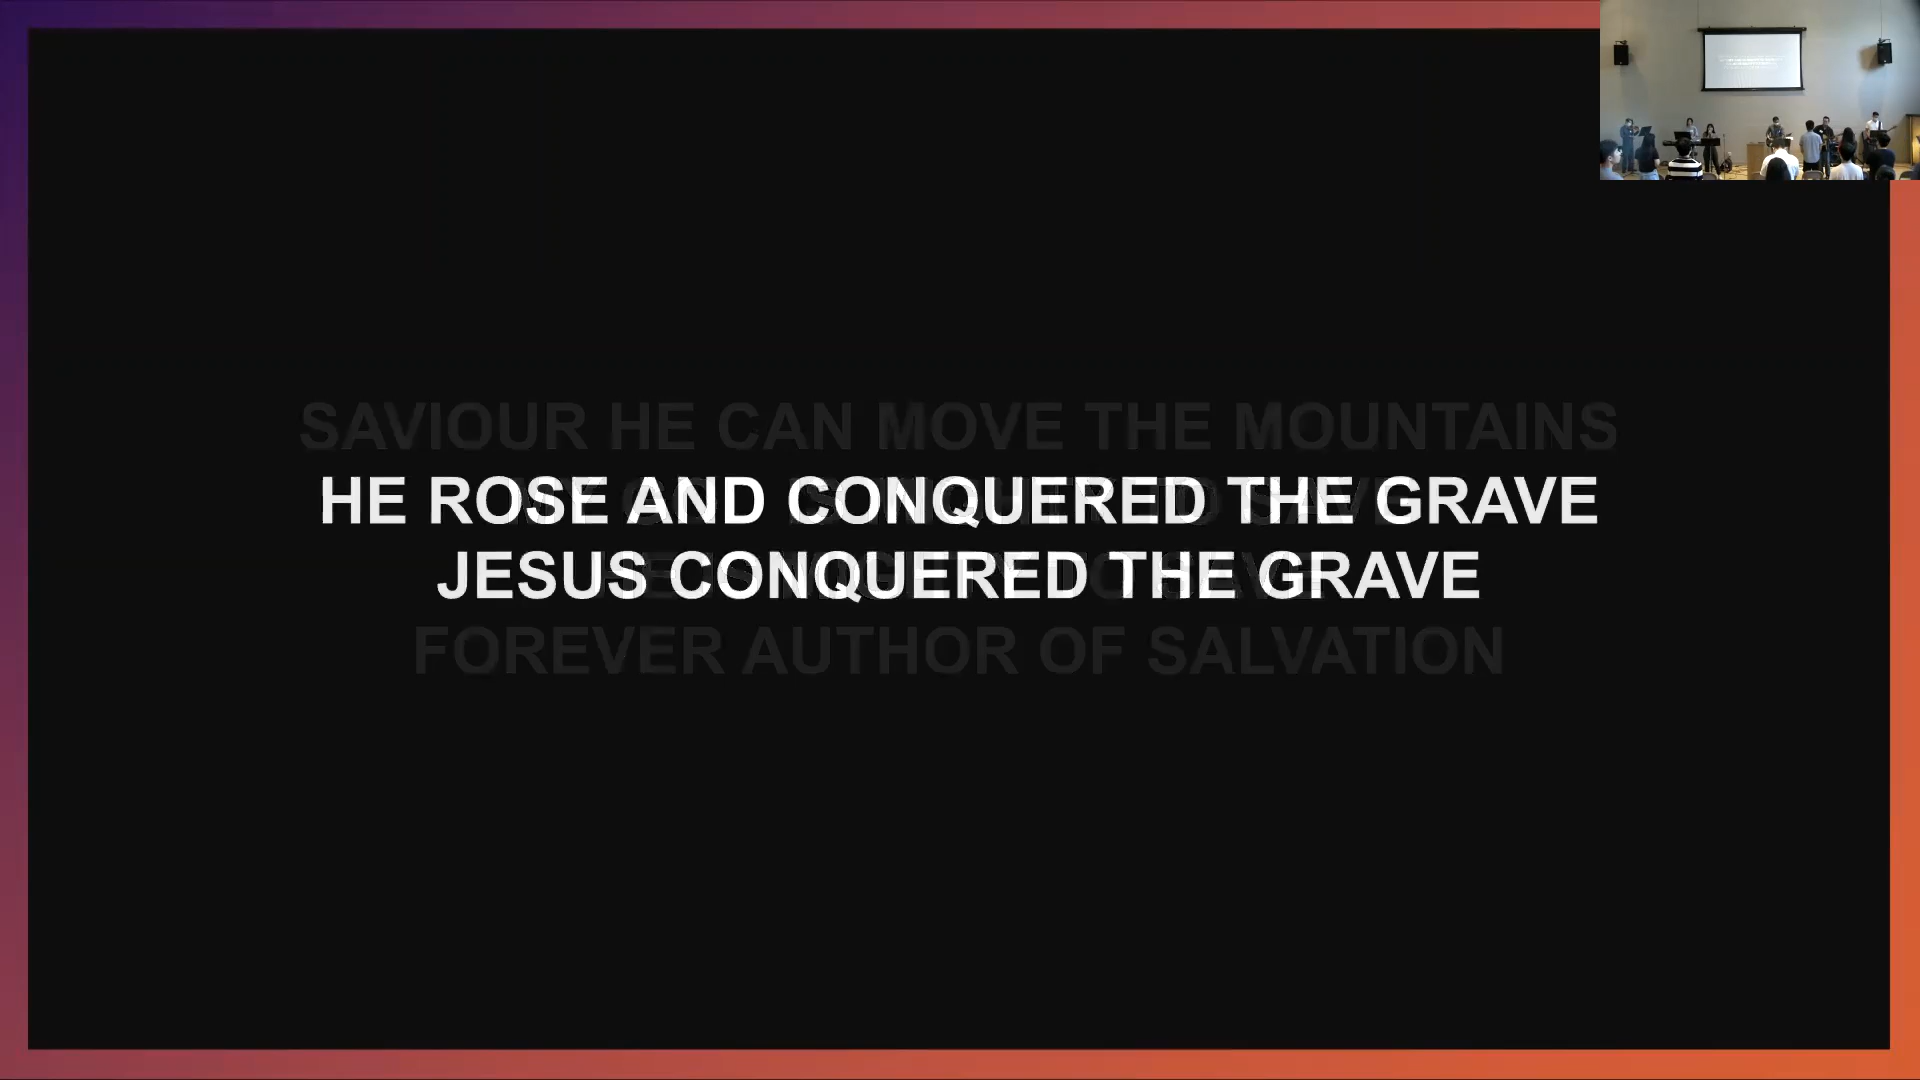 SAVIOUR HE CAN MOVE THE MOUNTAINS
HE ROSE AND CONQUERED THE GRAVE
JESUS CONQUERED THE GRAVE
FOREVER AUTHOR OF SALVATION